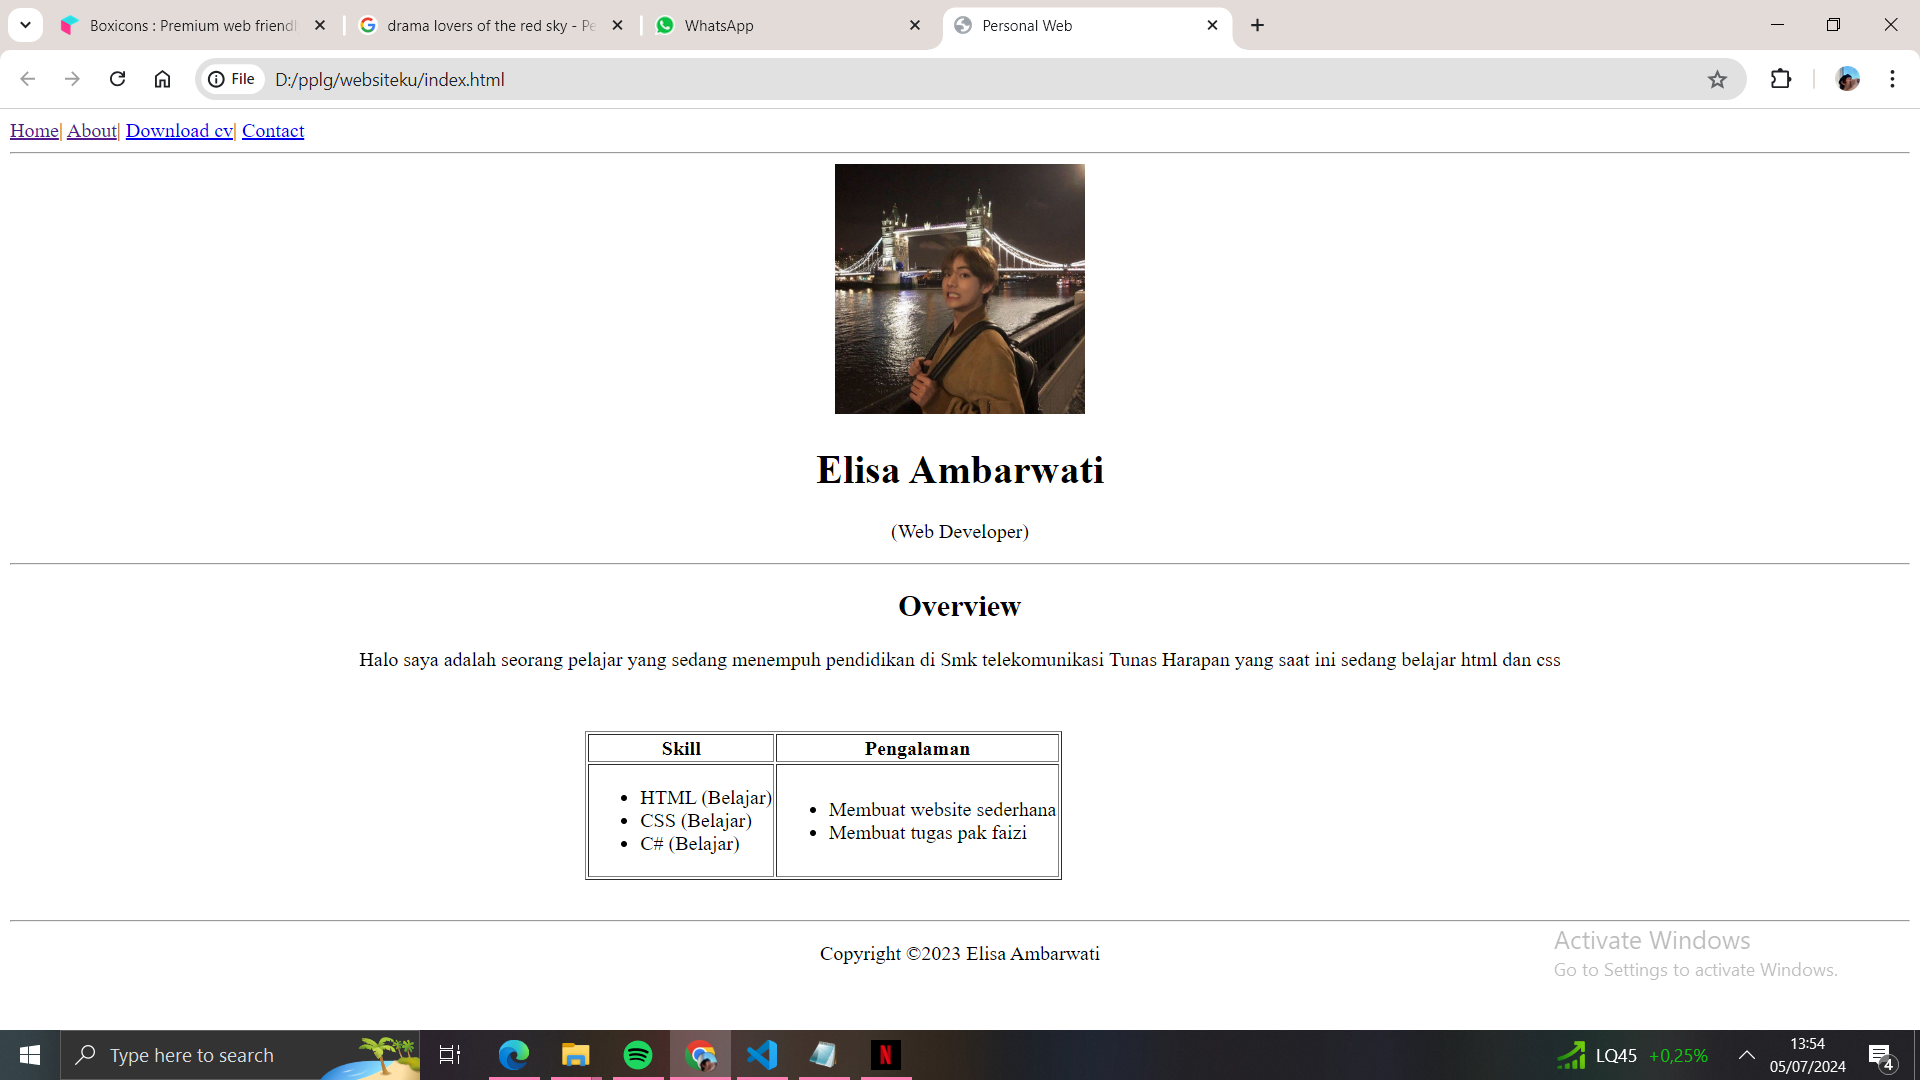 Boxicons : Premium web friendl
drama lovers of the red sky - Pe
WhatsApp
Personal Web
File
D:/pplg/websiteku/index.html
Home| About| Download cv| Contact
Elisa Ambarwati
(Web Developer)
Overview
Halo saya adalah seorang pelajar yang sedang menempuh pendidikan di Smk telekomunikasi Tunas Harapan yang saat ini sedang belajar html dan css
Skill
Pengalaman
HTML (Belajar)
CSS (Belajar)
C# (Belajar)
Membuat website sederhana
Membuat tugas pak faizi
Copyright ©2023 Elisa Ambarwati
Activate Windows
Go to Settings to activate Windows.
Type here to search
N
LQ45 +0,25%
13:54
05/07/2024
4